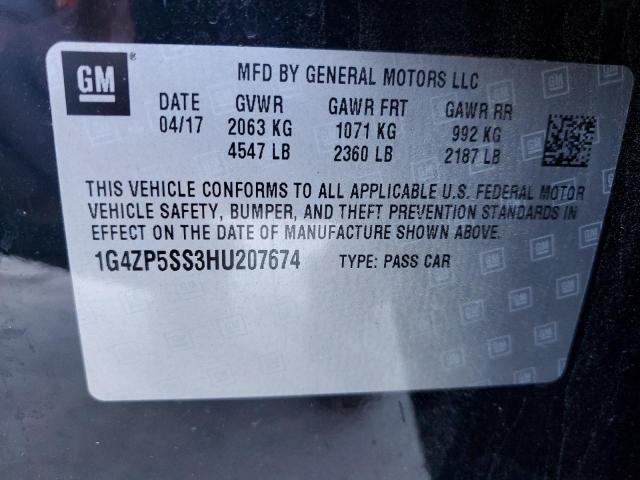 GM ®
MFD BY GENERAL MOTORS LLC
DATE GVWR GAWR FRT GAWR RR
04/17 2063 KG 1071 KG 992 KG
4547 LB 2360 LB 2187 LB
THIS VEHICLE CONFORMS TO ALL APPLICABLE U.S. FEDERAL MOTOR
VEHICLE SAFETY, BUMPER, AND THEFT PREVENTION STANDARDS IN
EFFECT ON THE DATE OF MANUFACTURE SHOWN ABOVE.
1G4ZP5SS3HU207674 TYPE: PASS CAR